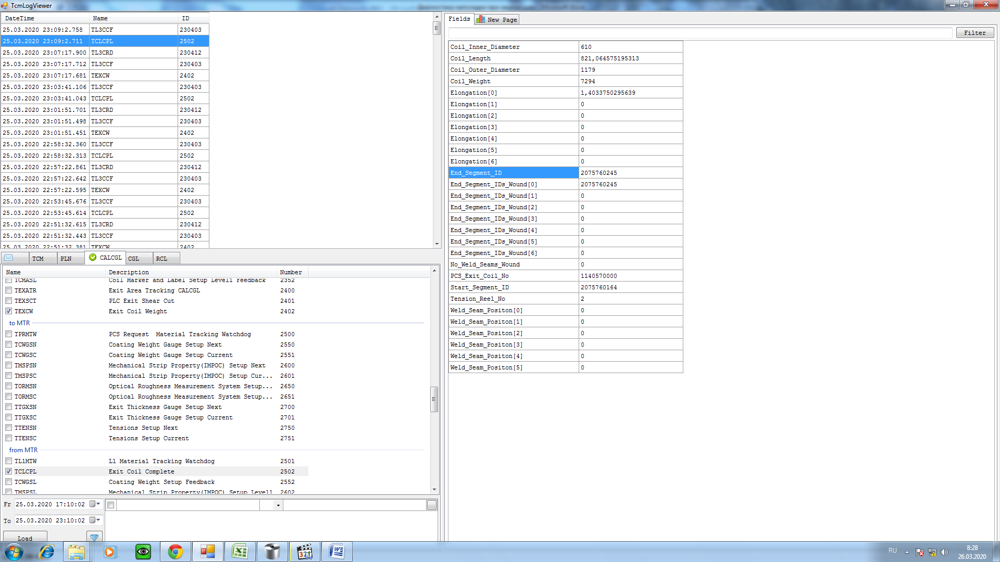 TcmLogViewer
DateTime Name ID
25.03.2020 23:09:2.758 TL3CCF 230403
25.03.2020 23:09:2.711 TCLCPL 2502
25.03.2020 23:07:17.900 TL3CRD 230412
25.03.2020 23:07:17.712 TL3CCF 230403
25.03.2020 23:07:17.681 TEXCW 2402
25.03.2020 23:03:41.106 TL3CCF 230403
25.03.2020 23:03:41.043 TCLCPL 2502
25.03.2020 23:01:51.701 TL3CRD 230412
25.03.2020 23:01:51.498 TL3CCF 230403
25.03.2020 23:01:51.451 TEXCW 2402
25.03.2020 22:58:32.360 TL3CCF 230403
25.03.2020 22:58:32.313 TCLCPL 2502
25.03.2020 22:57:22.861 TL3CRD 230412
25.03.2020 22:57:22.642 TL3CCF 230403
25.03.2020 22:57:22.595 TEXCW 2402
25.03.2020 22:53:45.676 TL3CCF 230403
25.03.2020 22:53:45.614 TCLCPL 2502
25.03.2020 22:51:32.615 TL3CRD 230412
25.03.2020 22:51:32.443 TL3CCF 230403
25.03.2020 22:51:32.381 TEXCW 2402
TCM PLN CALCGL CGL RCL
Name Description Number
TCMASL Coil Marker and Label Setup Level1 Feedback 2352
TEXATR Exit Area Tracking CALCGL 2400
TEXSCT PLC Exit Shear Cut 2401
TEXCW Exit Coil Weight 2402
to MTR
TPRMTW PCS Request Material Tracking Watchdog 2500
TCWGSN Coating Weight Gauge Setup Next 2550
TCWGSC Coating Weight Gauge Setup Current 2551
TMSPSN Mechanical Strip Property(IMPOC) Setup Next 2600
TMSPSC Mechanical Strip Property(IMPOC) Setup Cur... 2601
TORMSN Optical Roughness Measurement System Setup... 2650
TORMSC Optical Roughness Measurement System Setup... 2651
TTGXSN Exit Thickness Gauge Setup Next 2700
TTGXSC Exit Thickness Gauge Setup Current 2701
TTENSN Tensions Setup Next 2750
TTENSC Tensions Setup Current 2751
from MTR
TL1MTW L1 Material Tracking Watchdog 2501
TCLCPL Exit Coil Complete 2502
TCWGSL Coating Weight Setup Feedback 2552
TMSPSL Mechanical Strip Property(IMPOC) Setup Level1 2602
Fr 25.03.2020 17:10:02
To 25.03.2020 23:10:02
Load
Fields New Page
Filter
Coil_Inner_Diameter 610
Coil_Length 821,064575195313
Coil_Outer_Diameter 1179
Coil_Weight 7294
Elongation[0] 1,4033750295639
Elongation[1] 0
Elongation[2] 0
Elongation[3] 0
Elongation[4] 0
Elongation[5] 0
Elongation[6] 0
End_Segment_ID 2075760245
End_Segment_IDs_Wound[0] 2075760245
End_Segment_IDs_Wound[1] 0
End_Segment_IDs_Wound[2] 0
End_Segment_IDs_Wound[3] 0
End_Segment_IDs_Wound[4] 0
End_Segment_IDs_Wound[5] 0
End_Segment_IDs_Wound[6] 0
No_Weld_Seams_Wound 0
PCS_Exit_Coil_No 1140570000
Start_Segment_ID 2075760164
Tension_Reel_No 2
Weld_Seam_Positon[0] 0
Weld_Seam_Positon[1] 0
Weld_Seam_Positon[2] 0
Weld_Seam_Positon[3] 0
Weld_Seam_Positon[4] 0
Weld_Seam_Positon[5] 0
RU 8:28
26.03.2020